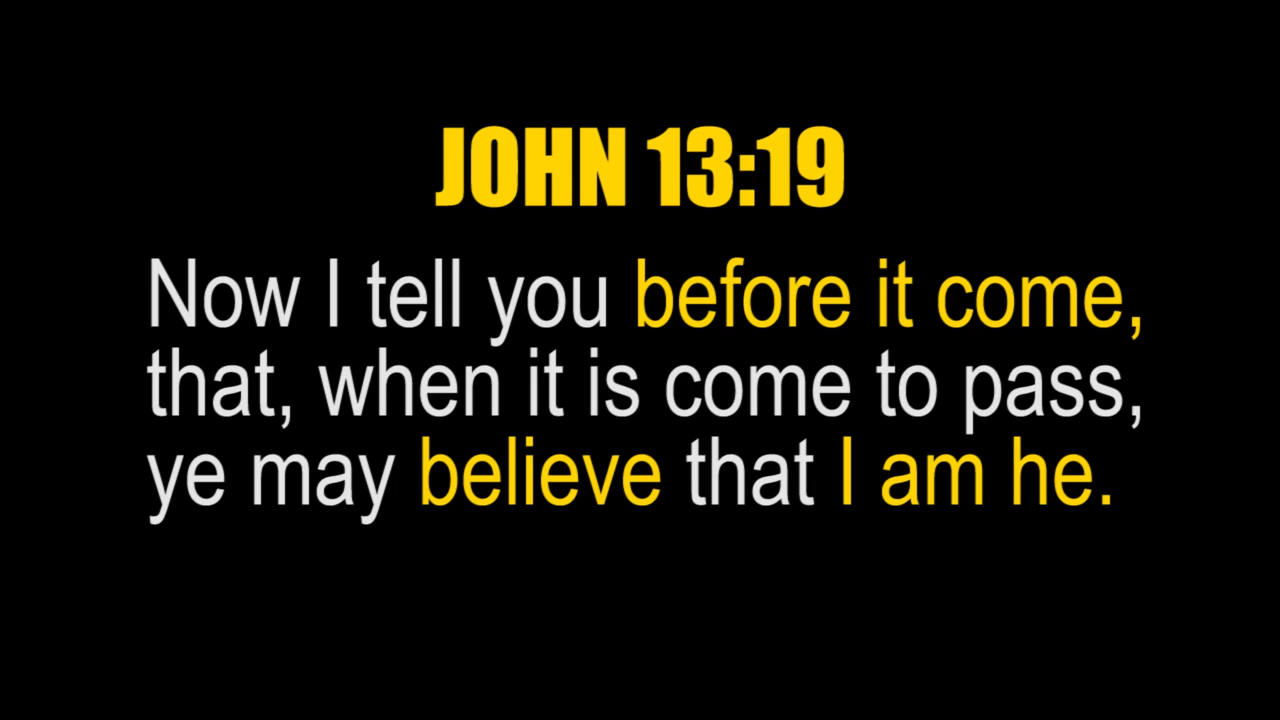 JOHN 13:19
Now I tell you before it come,
that, when it is come to pass,
ye may believe that I am he.